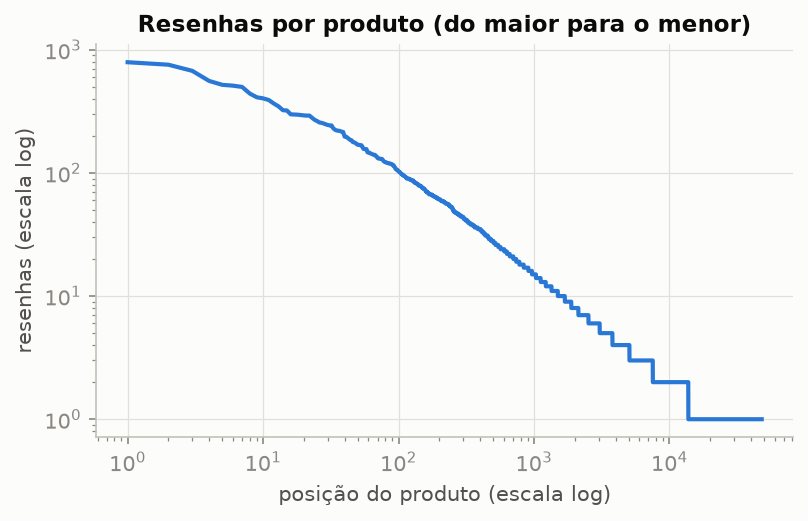 Resenhas por produto (do maior para o menor)
resenhas (escala log)
10³
10²
10¹
10⁰
10⁰ 10¹ 10² 10³ 10⁴
posição do produto (escala log)